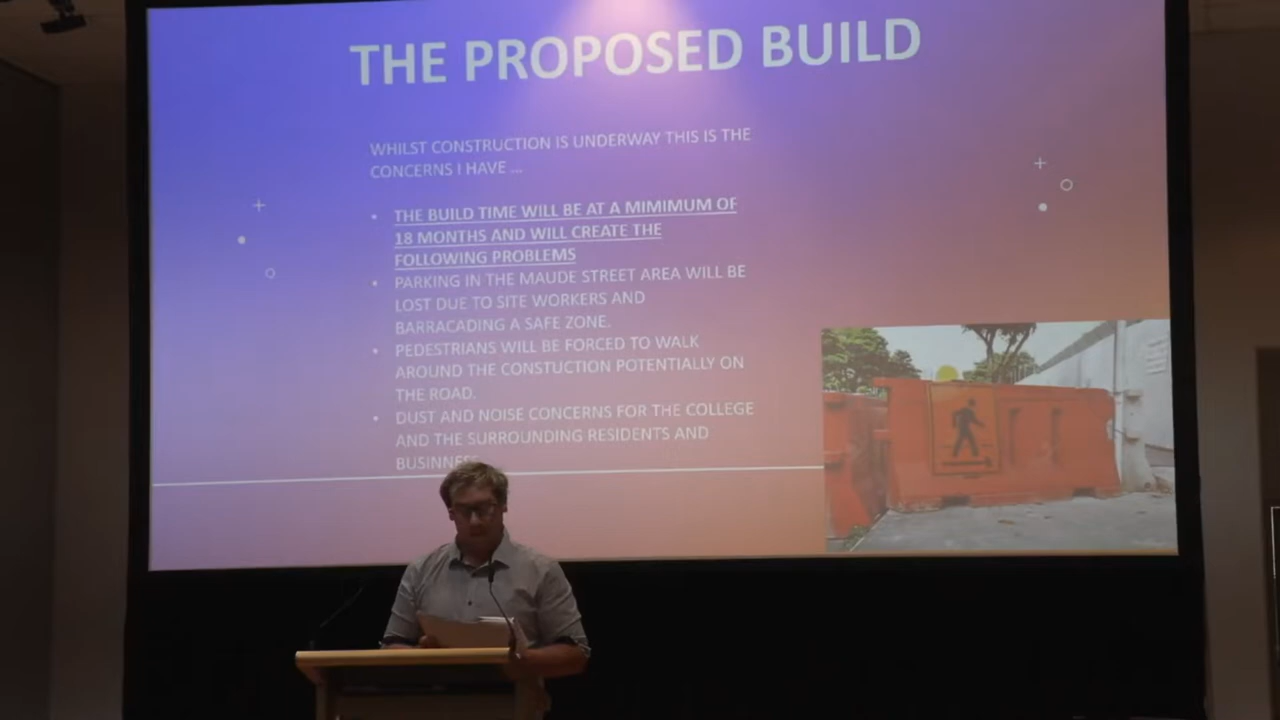 THE PROPOSED BUILD
WHILST CONSTRUCTION IS UNDERWAY THIS IS THE
CONCERNS I HAVE ...
• THE BUILD TIME WILL BE AT A MIMIMUM OF
18 MONTHS AND WILL CREATE THE
FOLLOWING PROBLEMS
• PARKING IN THE MAUDE STREET AREA WILL BE
LOST DUE TO SITE WORKERS AND
BARRACADING A SAFE ZONE.
• PEDESTRIANS WILL BE FORCED TO WALK
AROUND THE CONSTUCTION POTENTIALLY ON
THE ROAD.
• DUST AND NOISE CONCERNS FOR THE COLLEGE
AND THE SURROUNDING RESIDENTS AND